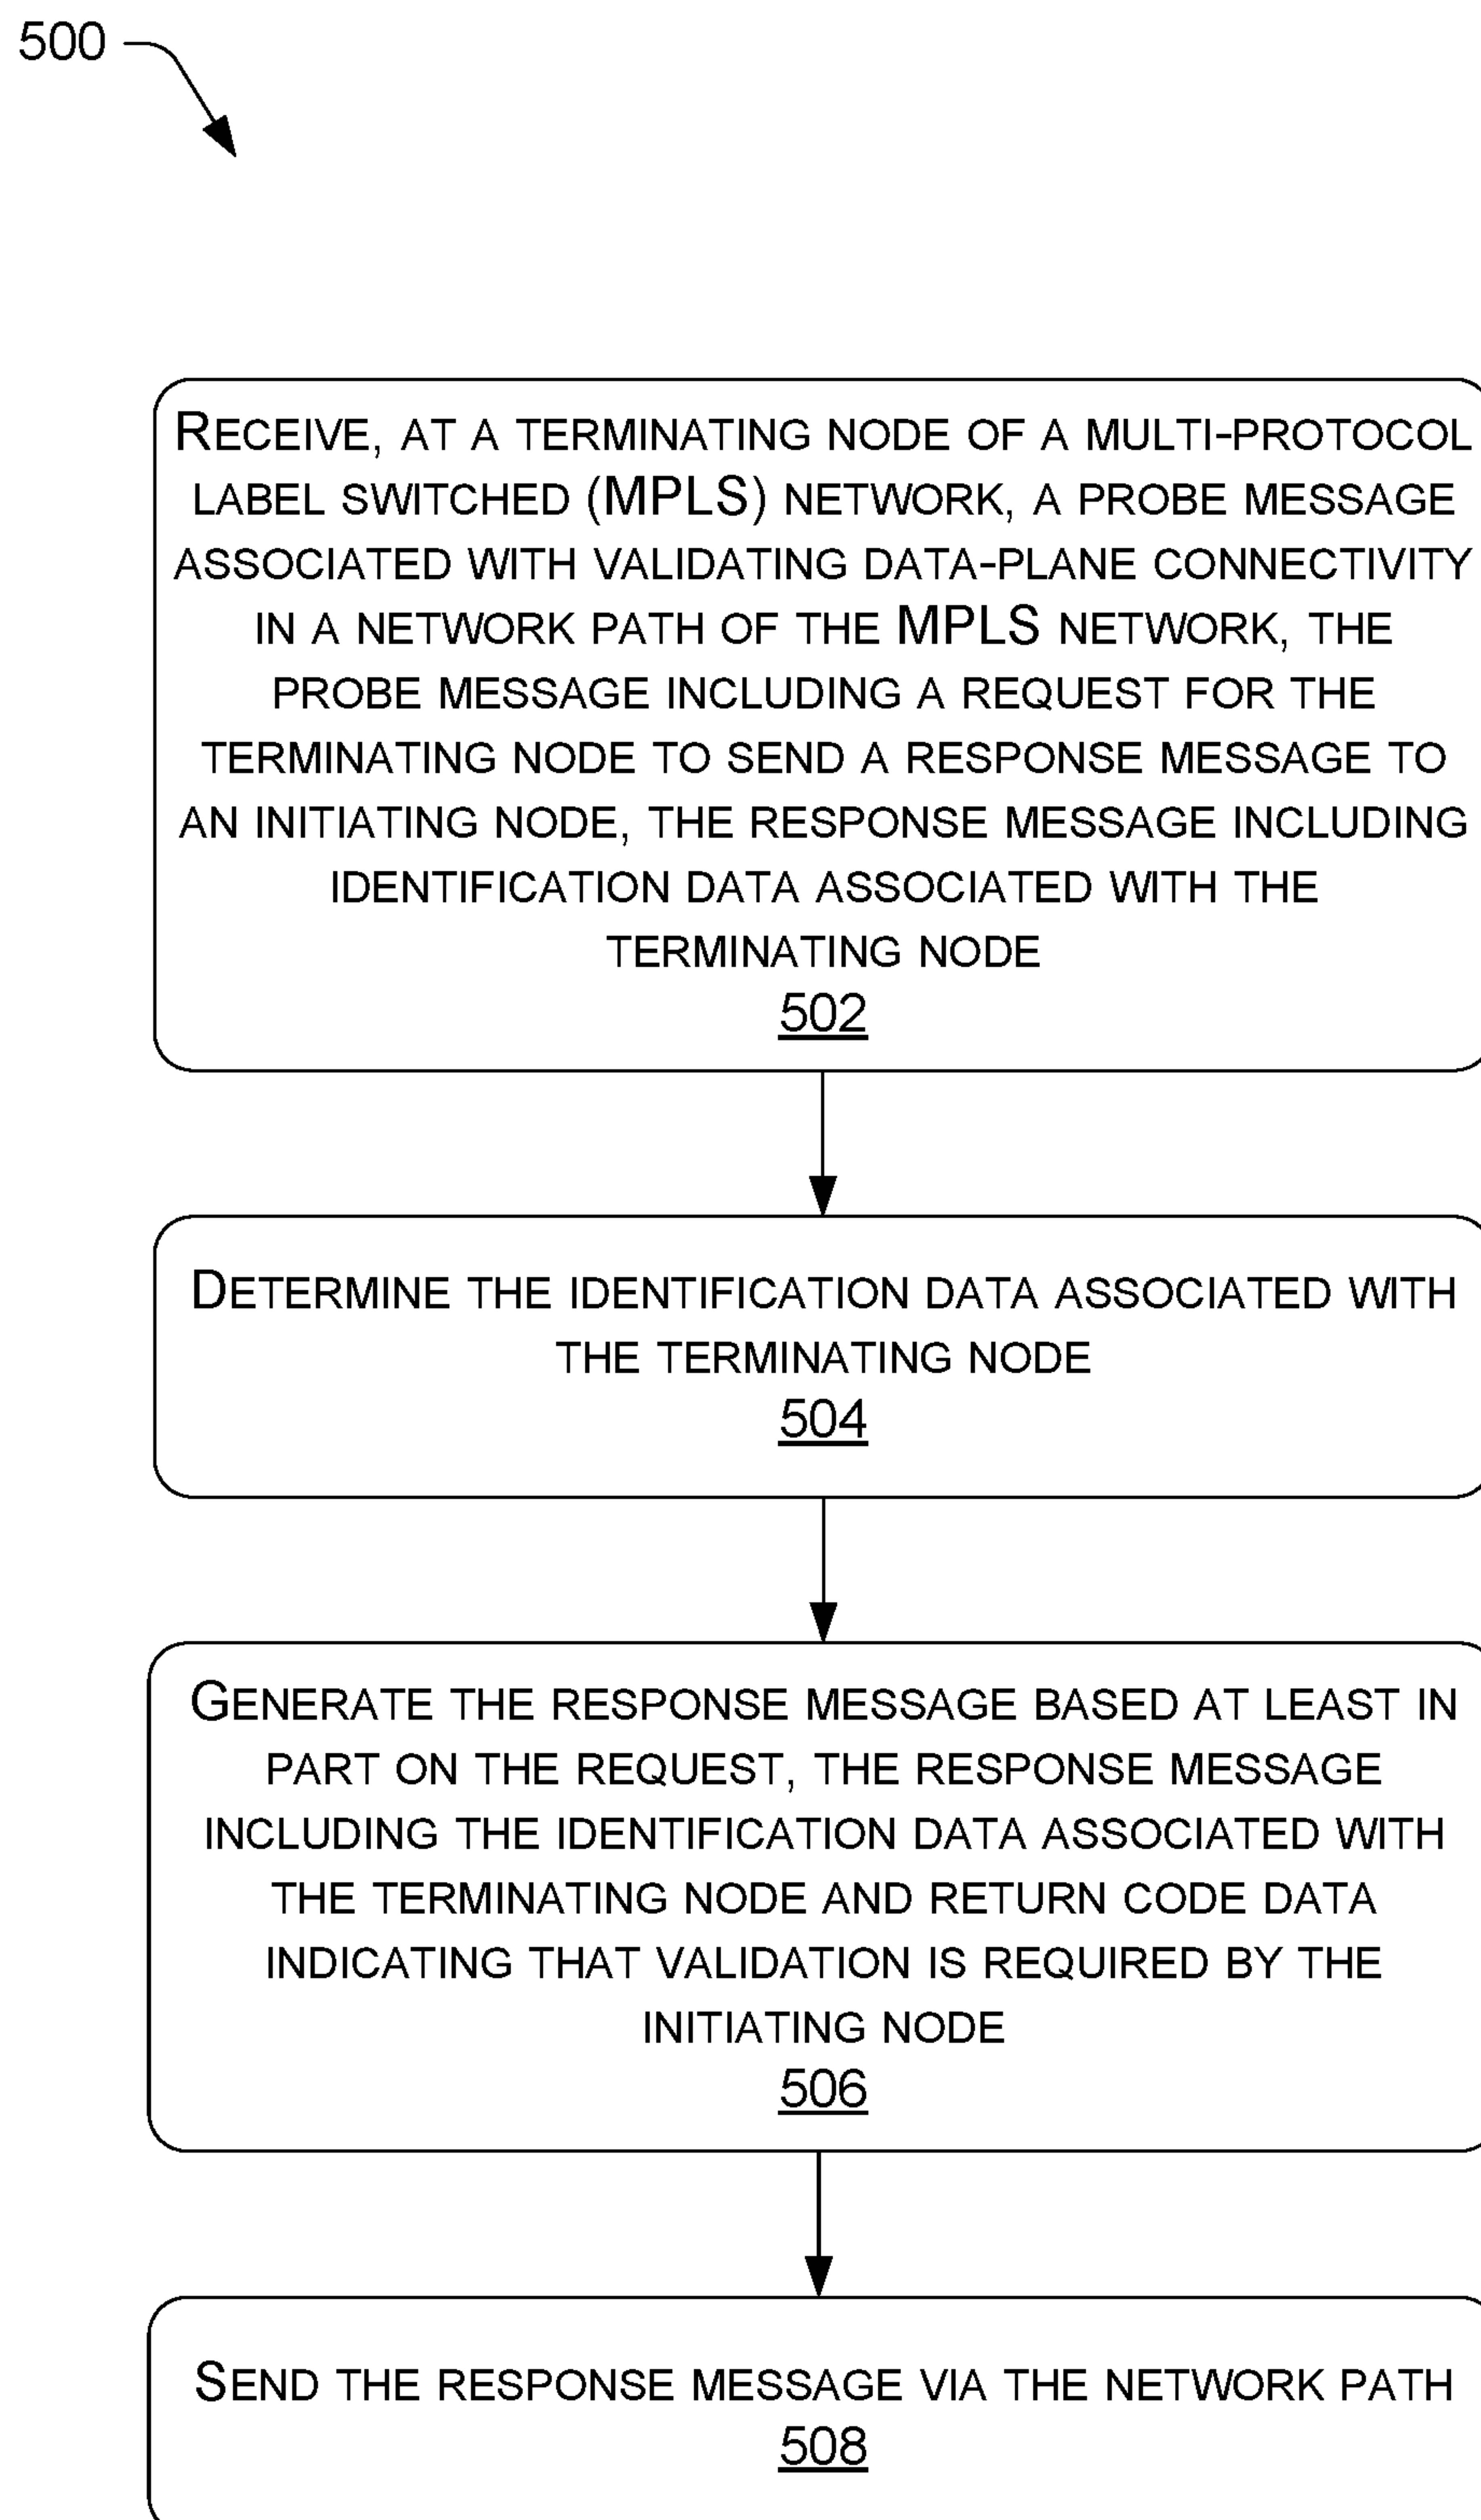 500
RECEIVE, AT A TERMINATING NODE OF A MULTI-PROTOCOL
LABEL SWITCHED (MPLS) NETWORK, A PROBE MESSAGE
ASSOCIATED WITH VALIDATING DATA-PLANE CONNECTIVITY
IN A NETWORK PATH OF THE MPLS NETWORK, THE
PROBE MESSAGE INCLUDING A REQUEST FOR THE
TERMINATING NODE TO SEND A RESPONSE MESSAGE TO
AN INITIATING NODE, THE RESPONSE MESSAGE INCLUDING
IDENTIFICATION DATA ASSOCIATED WITH THE
TERMINATING NODE
502
DETERMINE THE IDENTIFICATION DATA ASSOCIATED WITH
THE TERMINATING NODE
504
GENERATE THE RESPONSE MESSAGE BASED AT LEAST IN
PART ON THE REQUEST, THE RESPONSE MESSAGE
INCLUDING THE IDENTIFICATION DATA ASSOCIATED WITH
THE TERMINATING NODE AND RETURN CODE DATA
INDICATING THAT VALIDATION IS REQUIRED BY THE
INITIATING NODE
506
SEND THE RESPONSE MESSAGE VIA THE NETWORK PATH
508